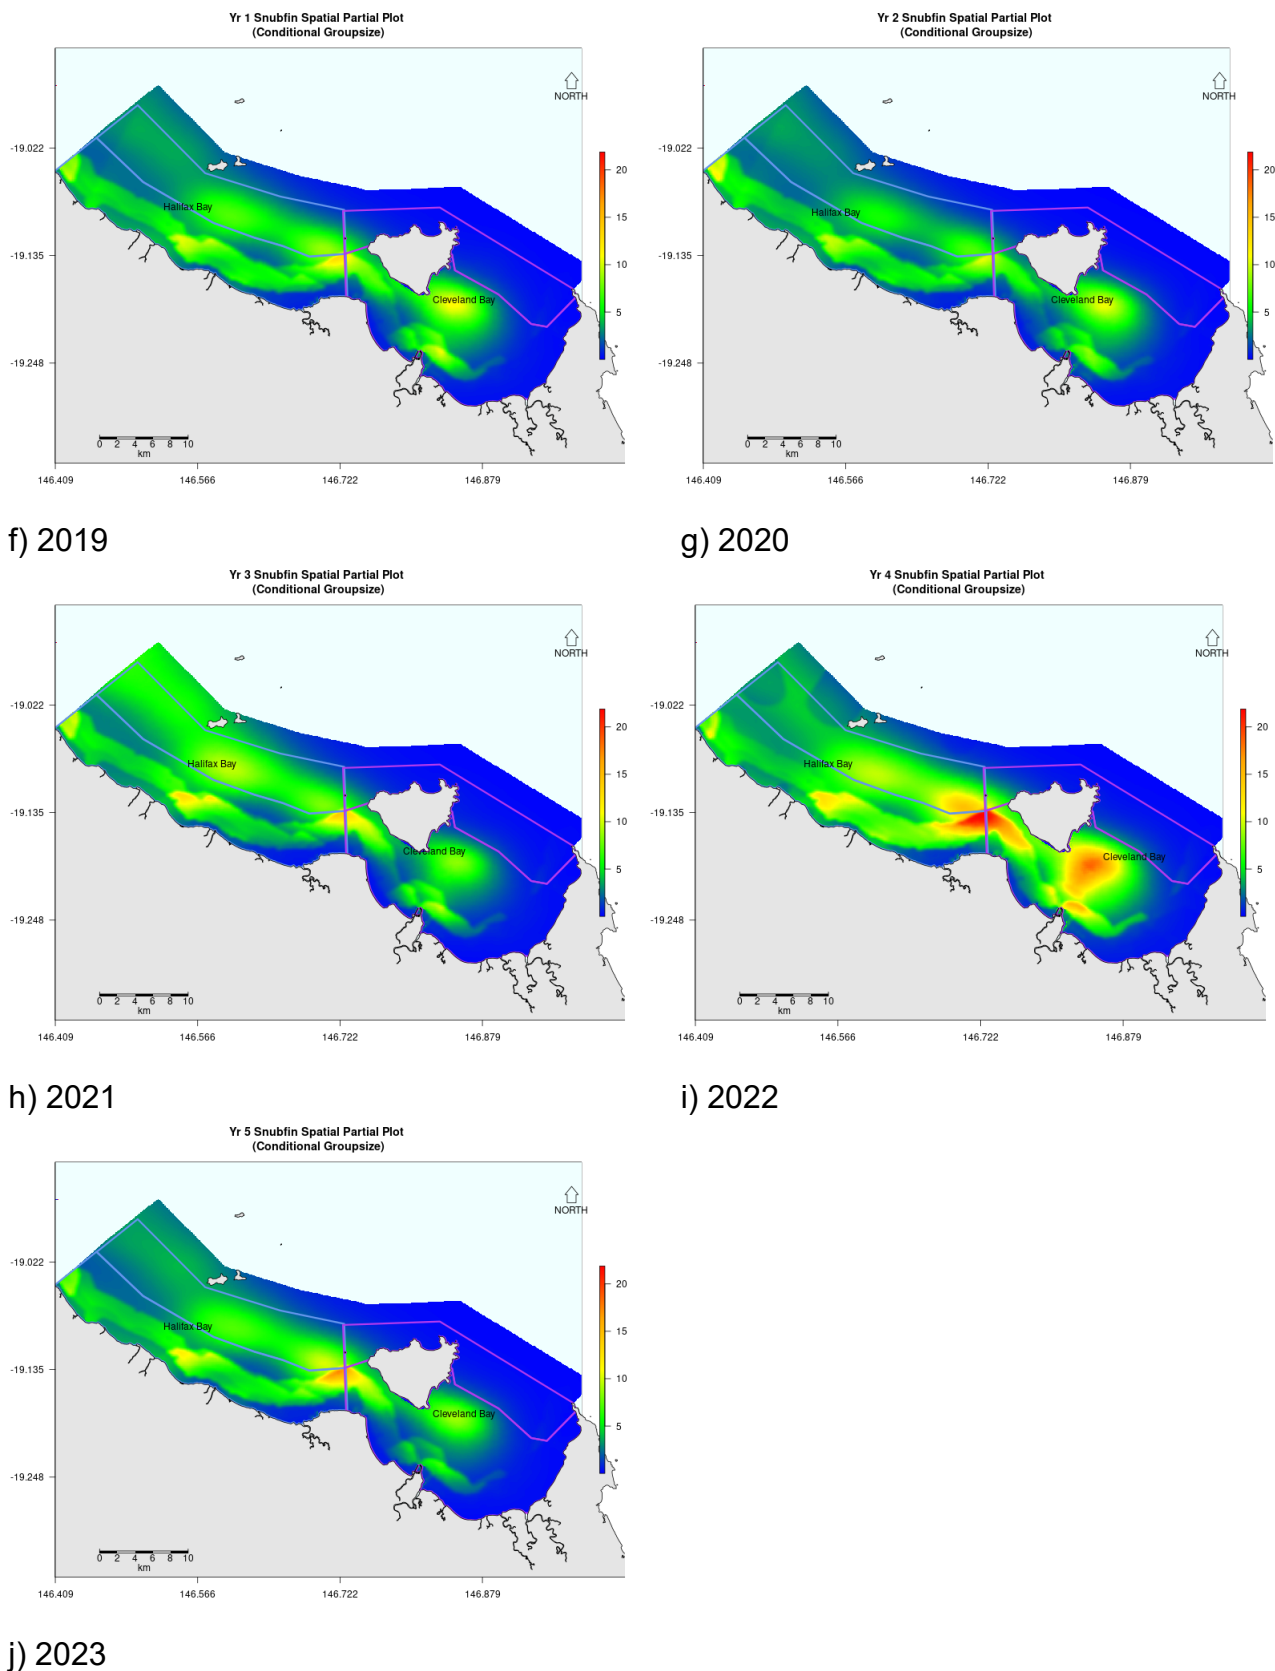 Yr 1 Snubfin Spatial Partial Plot
(Conditional Groupsize)
NORTH
-19.022
-19.135
-19.248
Halifax Bay
Cleveland Bay
20
15
10
5
0 2 4 6 8 10
km
146.409 146.566 146.722 146.879
Yr 2 Snubfin Spatial Partial Plot
(Conditional Groupsize)
NORTH
-19.022
-19.135
-19.248
Halifax Bay
Cleveland Bay
20
15
10
5
0 2 4 6 8 10
km
146.409 146.566 146.722 146.879
f) 2019
g) 2020
Yr 3 Snubfin Spatial Partial Plot
(Conditional Groupsize)
NORTH
-19.022
-19.135
-19.248
Halifax Bay
Cleveland Bay
20
15
10
5
0 2 4 6 8 10
km
146.409 146.566 146.722 146.879
Yr 4 Snubfin Spatial Partial Plot
(Conditional Groupsize)
NORTH
-19.022
-19.135
-19.248
Halifax Bay
Cleveland Bay
20
15
10
5
0 2 4 6 8 10
km
146.409 146.566 146.722 146.879
h) 2021
i) 2022
Yr 5 Snubfin Spatial Partial Plot
(Conditional Groupsize)
NORTH
-19.022
-19.135
-19.248
Halifax Bay
Cleveland Bay
20
15
10
5
0 2 4 6 8 10
km
146.409 146.566 146.722 146.879
j) 2023